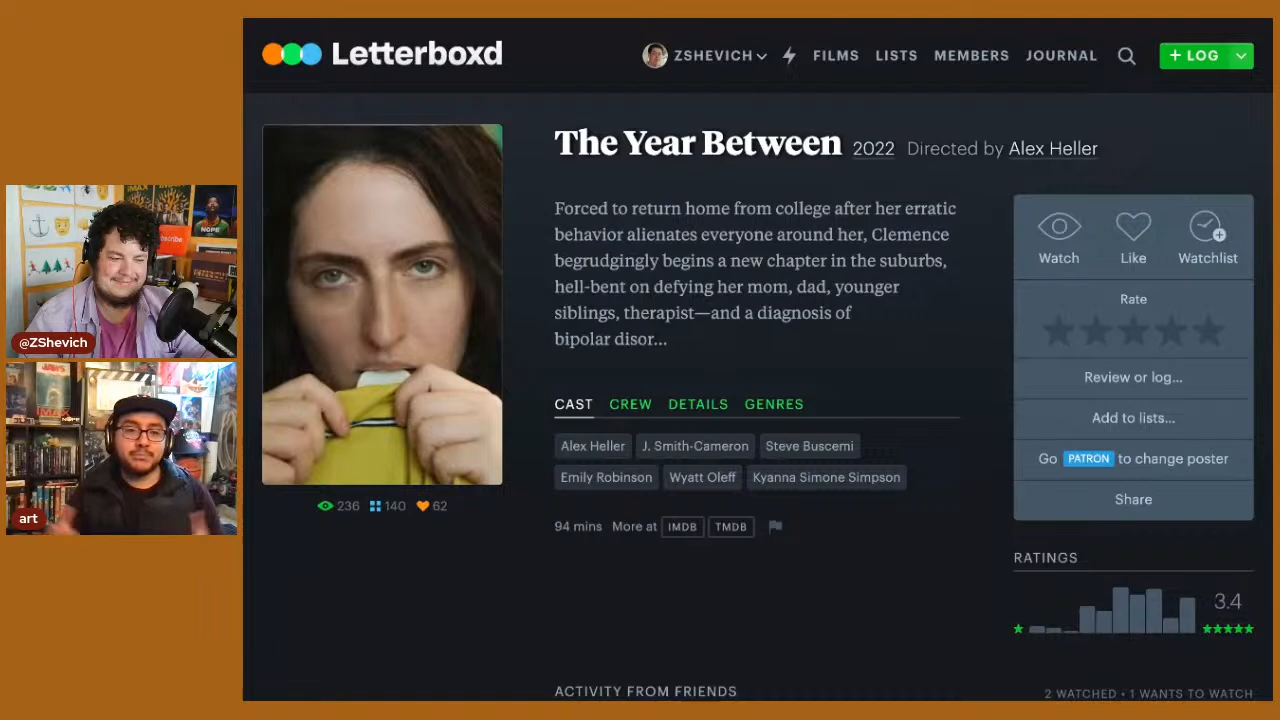 Letterboxd
ZSHEVICH
FILMS
LISTS
MEMBERS
JOURNAL
+ LOG
The Year Between 2022 Directed by Alex Heller
Forced to return home from college after her erratic
behavior alienates everyone around her, Clemence
begrudgingly begins a new chapter in the suburbs,
hell-bent on defying her mom, dad, younger
siblings, therapist—and a diagnosis of
bipolar disor...
CAST CREW DETAILS GENRES
Alex Heller J. Smith-Cameron Steve Buscemi
Emily Robinson Wyatt Oleff Kyanna Simone Simpson
94 mins More at IMDB TMDB
236 140 62
Watch Like Watchlist
Rate
Review or log...
Add to lists...
Go PATRON to change poster
Share
RATINGS
3.4
ACTIVITY FROM FRIENDS
2 WATCHED • 1 WANTS TO WATCH
IMAX
NOPE
@ZShevich
JAWS
IMAX
NOPE
art